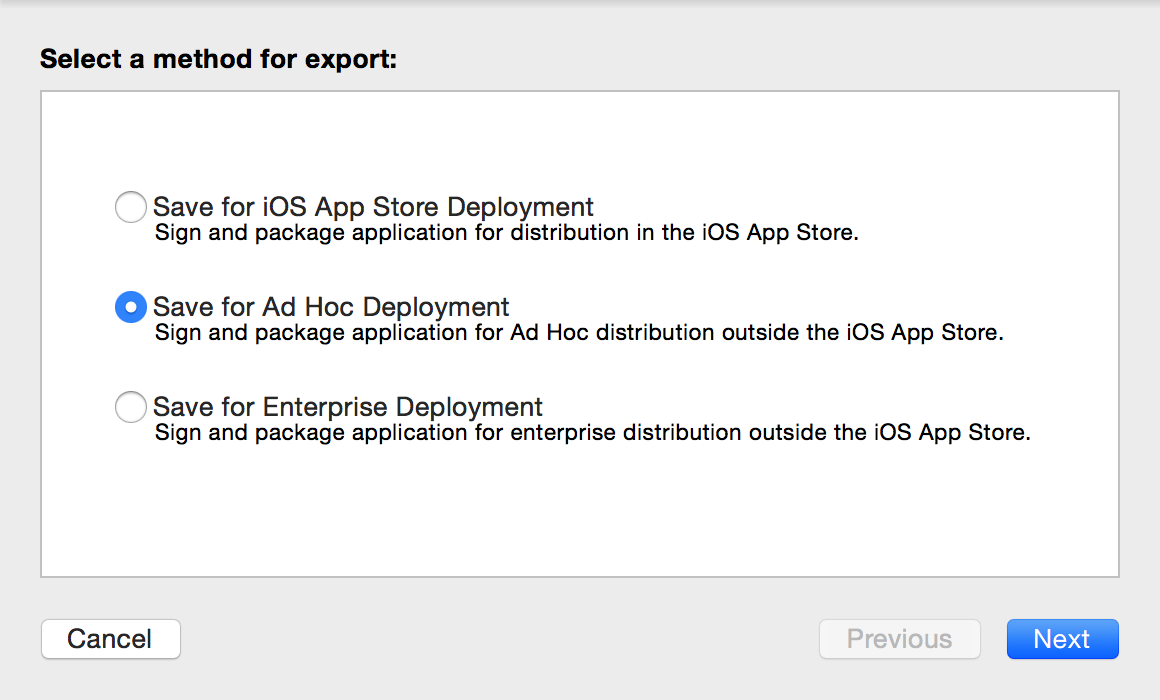 Select a method for export:
Save for iOS App Store Deployment
Sign and package application for distribution in the iOS App Store.
Save for Ad Hoc Deployment
Sign and package application for Ad Hoc distribution outside the iOS App Store.
Save for Enterprise Deployment
Sign and package application for enterprise distribution outside the iOS App Store.
Cancel Previous Next